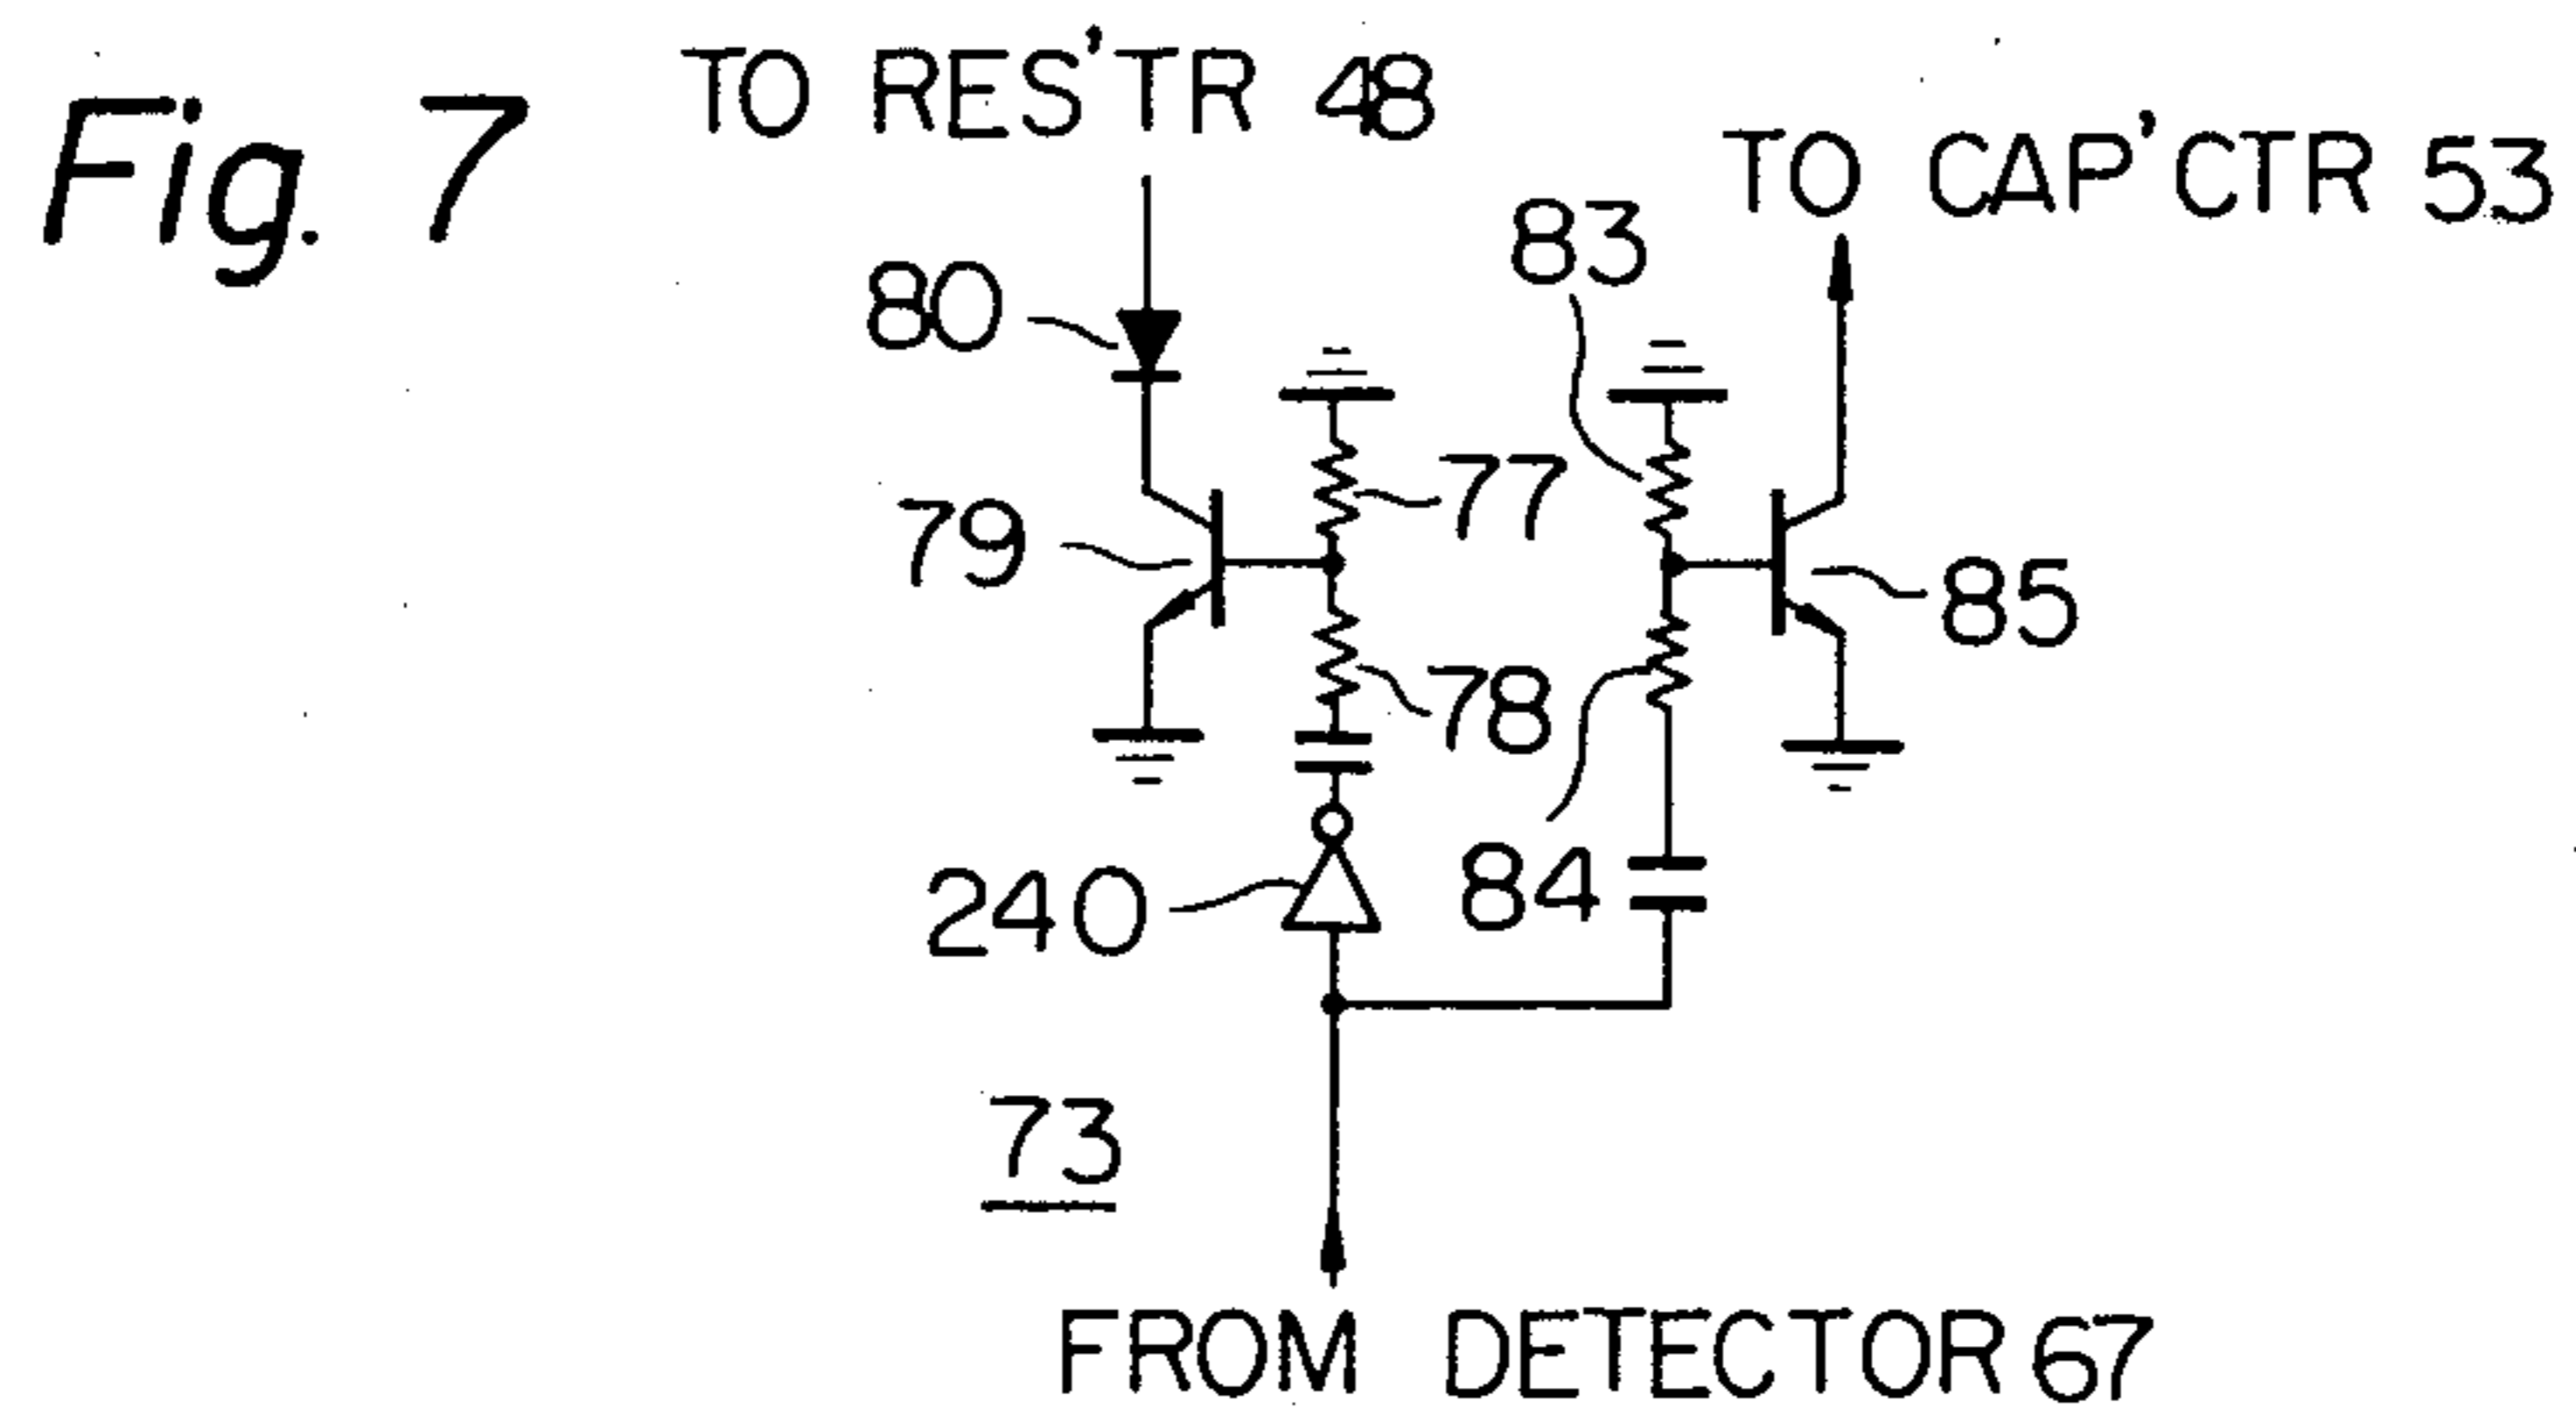 Fig. 7
TO RES'TR 48
TO CAP'CTR 53
83
80
77
79
85
78
240
84
73
FROM DETECTOR 67